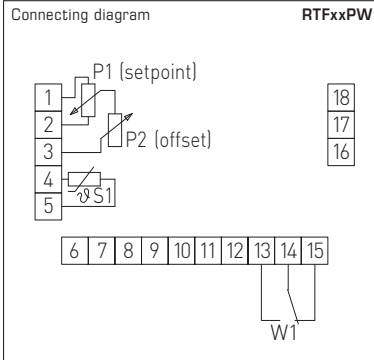 Connecting diagram RTFxxPW
P1 (setpoint)
1 18
2 17
P2 (offset)
3 16
4
ϑ S1
5
6 7 8 9 10 11 12 13 14 15
W1